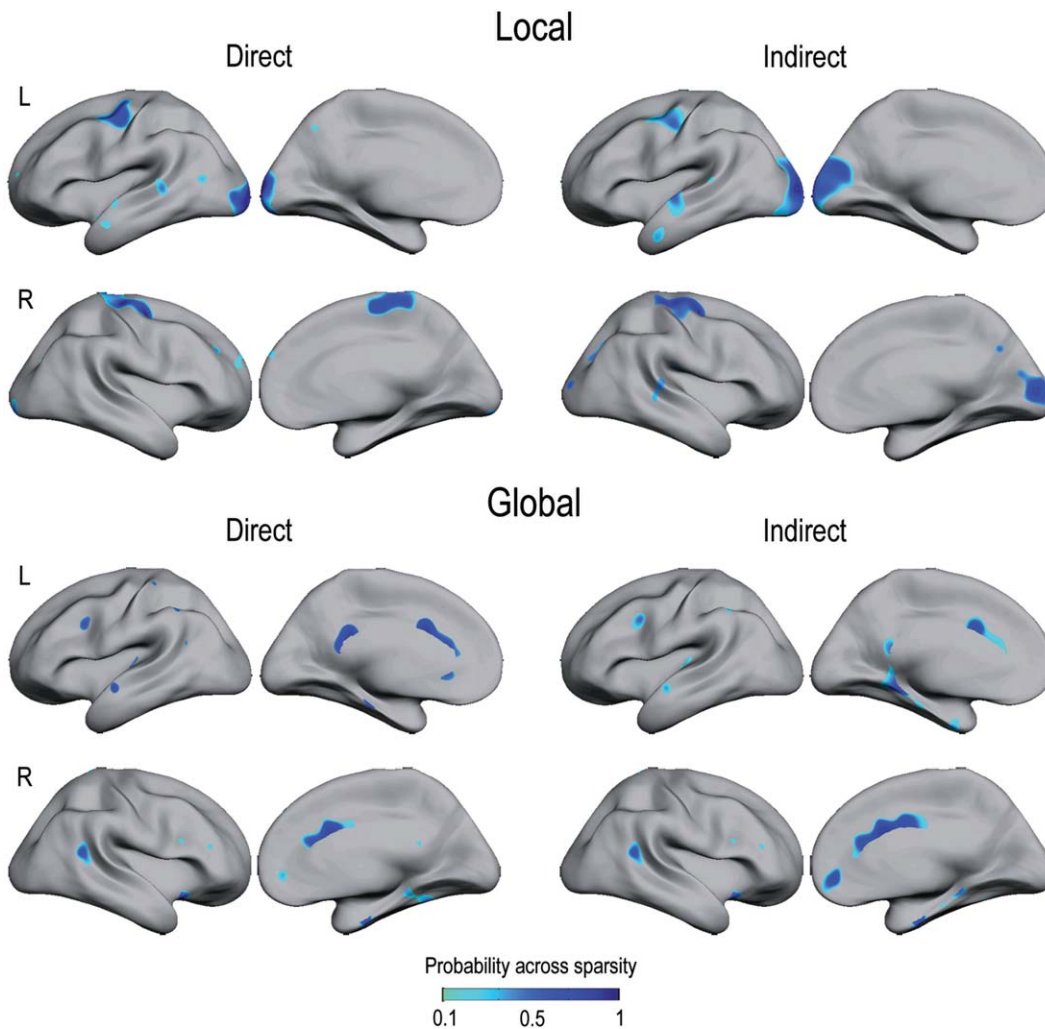 Local
Direct Indirect
L
R
Global
Direct Indirect
L
R
Probability across sparsity
0.1 0.5 1